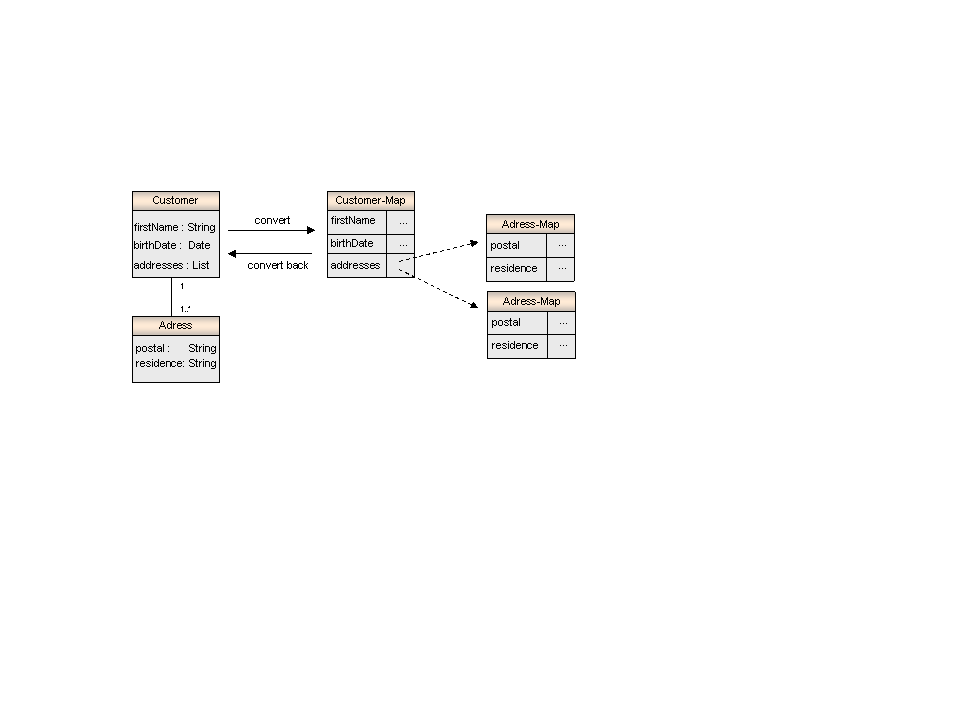 Customer
firstName : String
birthDate : Date
addresses : List
1
1..*
Adress
postal : String
residence: String
convert
convert back
Customer-Map
firstName ...
birthDate ...
addresses
Adress-Map
postal ...
residence ...
Adress-Map
postal ...
residence ...